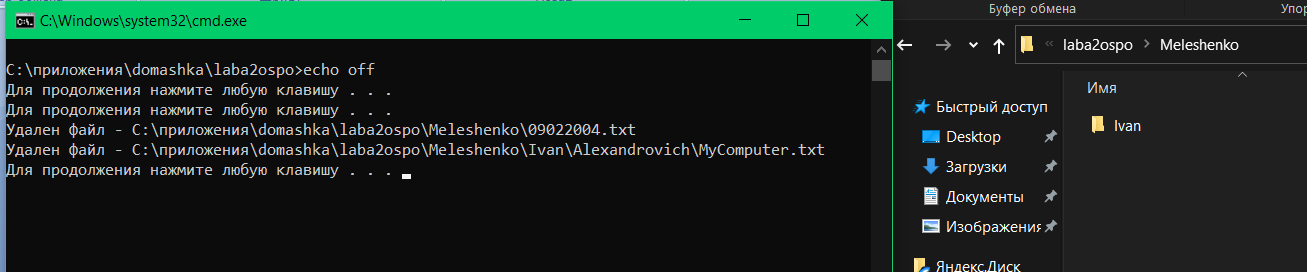 C:\Windows\system32\cmd.exe
C:\приложения\domashka\laba2ospo>echo off
Для продолжения нажмите любую клавишу . . .
Для продолжения нажмите любую клавишу . . .
Удален файл - C:\приложения\domashka\laba2ospo\Meleshenko\09022004.txt
Удален файл - C:\приложения\domashka\laba2ospo\Meleshenko\Ivan\Alexandrovich\MyComputer.txt
Для продолжения нажмите любую клавишу . . .
Буфер обмена
Упор
« laba2ospo > Meleshenko
Имя
Быстрый доступ
Ivan
Desktop
Загрузки
Документы
Изображения
Яндекс.Диск